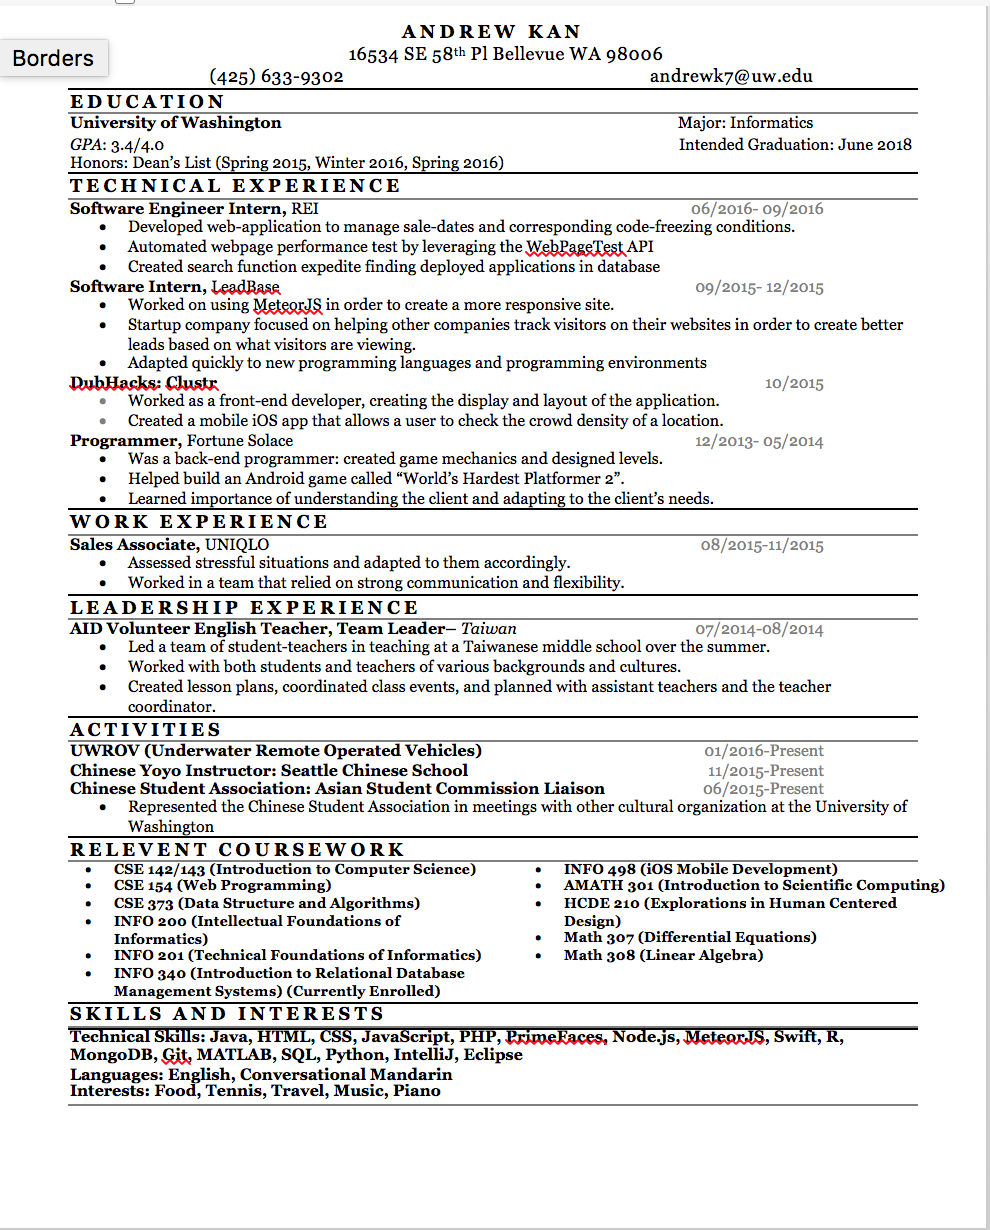 ANDREW KAN
Borders
16534 SE 58th Pl Bellevue WA 98006
(425) 633-9302 andrewk7@uw.edu
EDUCATION
University of Washington Major: Informatics
GPA: 3.4/4.0 Intended Graduation: June 2018
Honors: Dean's List (Spring 2015, Winter 2016, Spring 2016)
TECHNICAL EXPERIENCE
Software Engineer Intern, REI 06/2016- 09/2016
• Developed web-application to manage sale-dates and corresponding code-freezing conditions.
• Automated webpage performance test by leveraging the WebPageTest API
• Created search function expedite finding deployed applications in database
Software Intern, LeadBase 09/2015- 12/2015
• Worked on using MeteorJS in order to create a more responsive site.
• Startup company focused on helping other companies track visitors on their websites in order to create better
leads based on what visitors are viewing.
• Adapted quickly to new programming languages and programming environments
DubHacks: Clustr 10/2015
• Worked as a front-end developer, creating the display and layout of the application.
• Created a mobile iOS app that allows a user to check the crowd density of a location.
Programmer, Fortune Solace 12/2013- 05/2014
• Was a back-end programmer: created game mechanics and designed levels.
• Helped build an Android game called “World’s Hardest Platformer 2”.
• Learned importance of understanding the client and adapting to the client’s needs.
WORK EXPERIENCE
Sales Associate, UNIQLO 08/2015-11/2015
• Assessed stressful situations and adapted to them accordingly.
• Worked in a team that relied on strong communication and flexibility.
LEADERSHIP EXPERIENCE
AID Volunteer English Teacher, Team Leader– Taiwan 07/2014-08/2014
• Led a team of student-teachers in teaching at a Taiwanese middle school over the summer.
• Worked with both students and teachers of various backgrounds and cultures.
• Created lesson plans, coordinated class events, and planned with assistant teachers and the teacher
coordinator.
ACTIVITIES
UWROV (Underwater Remote Operated Vehicles) 01/2016-Present
Chinese Yoyo Instructor: Seattle Chinese School 11/2015-Present
Chinese Student Association: Asian Student Commission Liaison 06/2015-Present
• Represented the Chinese Student Association in meetings with other cultural organization at the University of
Washington
RELEVENT COURSEWORK
• CSE 142/143 (Introduction to Computer Science)
• CSE 154 (Web Programming)
• CSE 373 (Data Structure and Algorithms)
• INFO 200 (Intellectual Foundations of
Informatics)
• INFO 201 (Technical Foundations of Informatics)
• INFO 340 (Introduction to Relational Database
Management Systems) (Currently Enrolled)
• INFO 498 (iOS Mobile Development)
• AMATH 301 (Introduction to Scientific Computing)
• HCDE 210 (Explorations in Human Centered
Design)
• Math 307 (Differential Equations)
• Math 308 (Linear Algebra)
SKILLS AND INTERESTS
Technical Skills: Java, HTML, CSS, JavaScript, PHP, PrimeFaces, Node.js, MeteorJS, Swift, R,
MongoDB, Git, MATLAB, SQL, Python, IntelliJ, Eclipse
Languages: English, Conversational Mandarin
Interests: Food, Tennis, Travel, Music, Piano